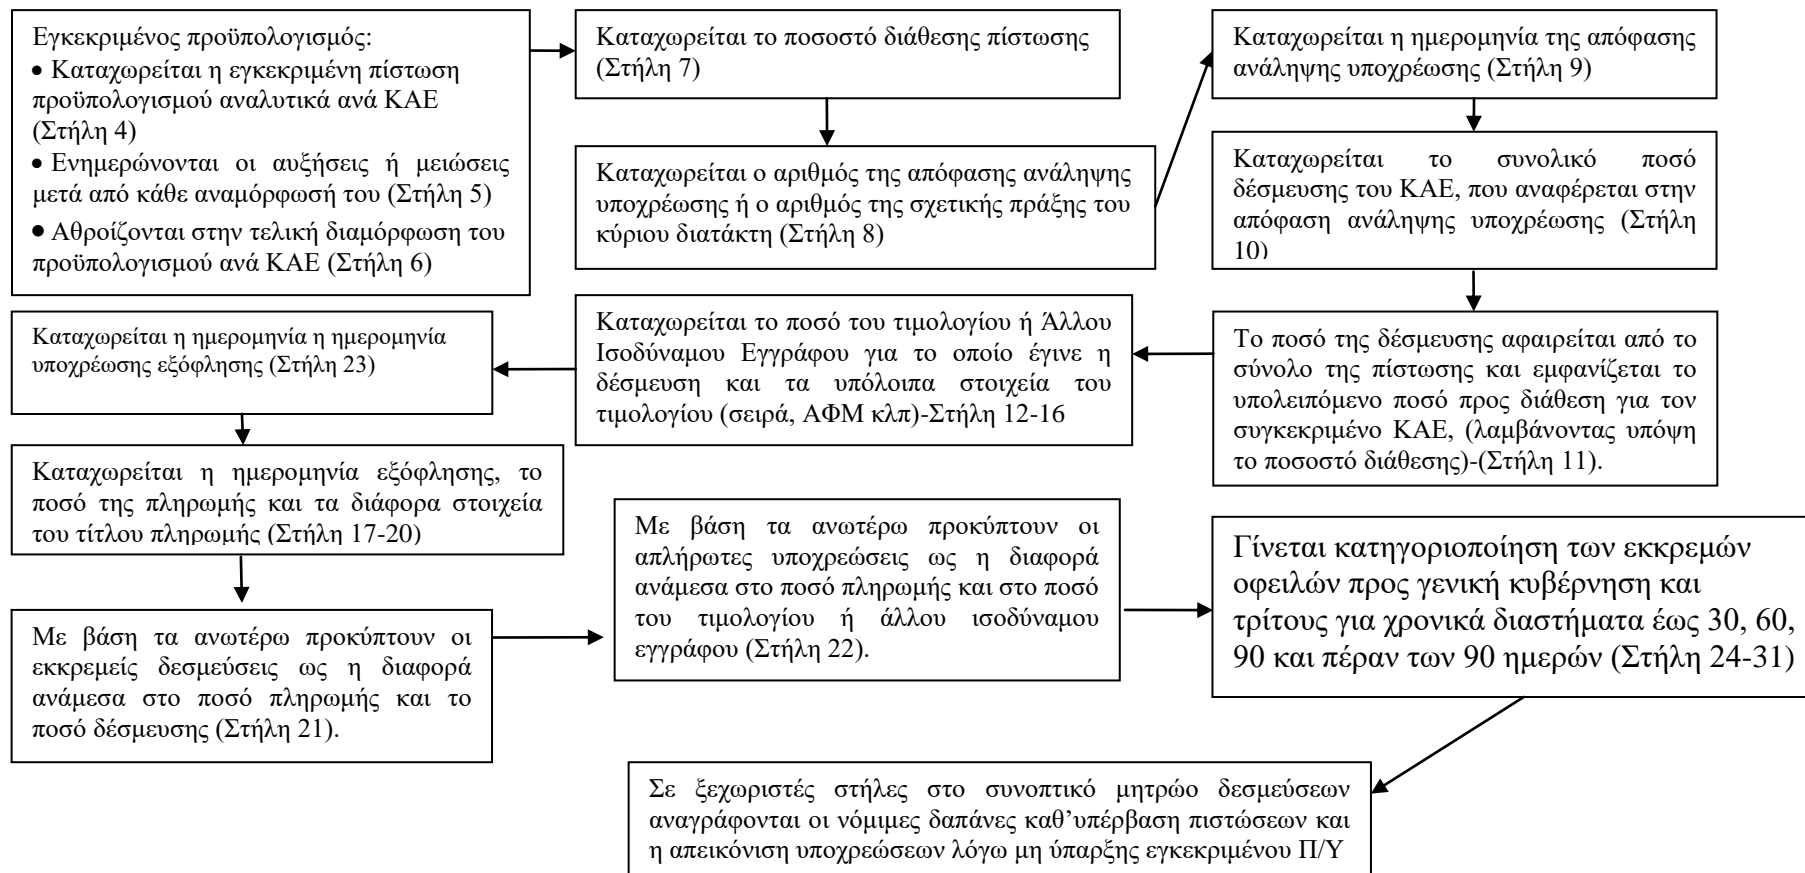 Εγκεκριμένος προϋπολογισμός:
• Καταχωρείται η εγκεκριμένη πίστωση
προϋπολογισμού αναλυτικά ανά ΚΑΕ
(Στήλη 4)
• Ενημερώνονται οι αυξήσεις ή μειώσεις
μετά από κάθε αναμόρφωσή του (Στήλη 5)
• Αθροίζονται στην τελική διαμόρφωση του
προϋπολογισμού ανά ΚΑΕ (Στήλη 6)
Καταχωρείται το ποσοστό διάθεσης πίστωσης
(Στήλη 7)
Καταχωρείται ο αριθμός της απόφασης ανάληψης
υποχρέωσης ή ο αριθμός της σχετικής πράξης του
κύριου διατάκτη (Στήλη 8)
Καταχωρείται η ημερομηνία της απόφασης
ανάληψης υποχρέωσης (Στήλη 9)
Καταχωρείται το συνολικό ποσό
δέσμευσης του ΚΑΕ, που αναφέρεται στην
απόφαση ανάληψης υποχρέωσης (Στήλη
10)
Το ποσό της δέσμευσης αφαιρείται από το
σύνολο της πίστωσης και εμφανίζεται το
υπολειπόμενο ποσό προς διάθεση για τον
συγκεκριμένο ΚΑΕ, (λαμβάνοντας υπόψη
το ποσοστό διάθεσης)-(Στήλη 11).
Καταχωρείται το ποσό του τιμολογίου ή Άλλου
Ισοδύναμου Εγγράφου για το οποίο έγινε η
δέσμευση και τα υπόλοιπα στοιχεία του
τιμολογίου (σειρά, ΑΦΜ κλπ)-Στήλη 12-16
Καταχωρείται η ημερομηνία η ημερομηνία
υποχρέωσης εξόφλησης (Στήλη 23)
Καταχωρείται η ημερομηνία εξόφλησης, το
ποσό της πληρωμής και τα διάφορα στοιχεία
του τίτλου πληρωμής (Στήλη 17-20)
Με βάση τα ανωτέρω προκύπτουν οι
εκκρεμείς δεσμεύσεις ως η διαφορά
ανάμεσα στο ποσό πληρωμής και το
ποσό δέσμευσης (Στήλη 21).
Με βάση τα ανωτέρω προκύπτουν οι
απλήρωτες υποχρεώσεις ως η διαφορά
ανάμεσα στο ποσό πληρωμής και στο ποσό
του τιμολογίου ή άλλου ισοδύναμου
εγγράφου (Στήλη 22).
Γίνεται κατηγοριοποίηση των εκκρεμών
οφειλών προς γενική κυβέρνηση και
τρίτους για χρονικά διαστήματα έως 30, 60,
90 και πέραν των 90 ημερών (Στήλη 24-31)
Σε ξεχωριστές στήλες στο συνοπτικό μητρώο δεσμεύσεων
αναγράφονται οι νόμιμες δαπάνες καθ’υπέρβαση πιστώσεων και
η απεικόνιση υποχρεώσεων λόγω μη ύπαρξης εγκεκριμένου Π/Υ